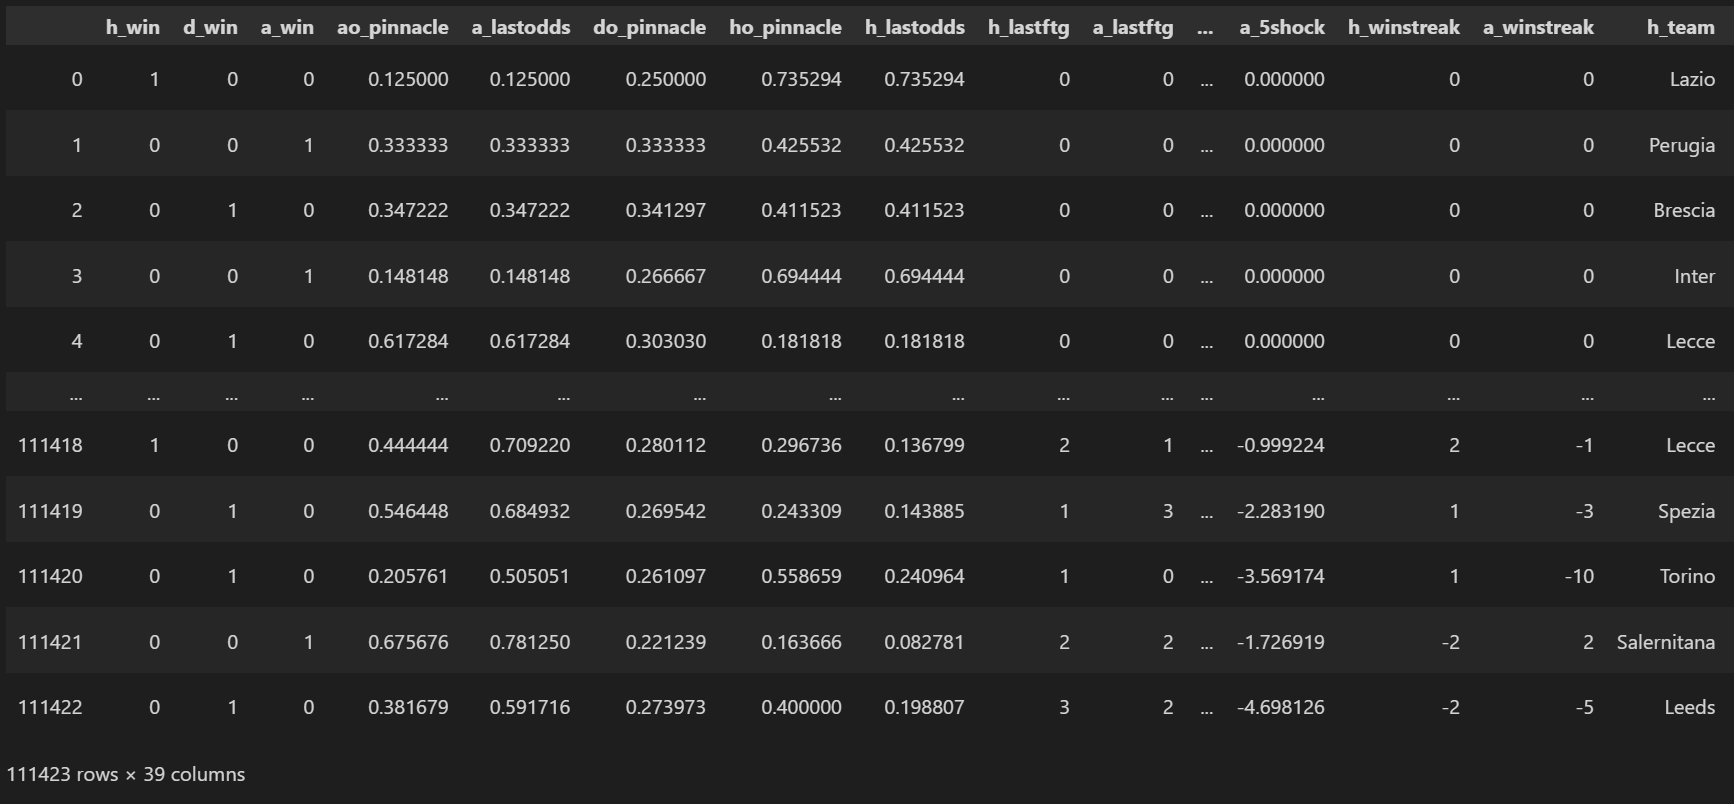 h_win d_win a_win ao_pinnacle a_lastodds do_pinnacle ho_pinnacle h_lastodds h_lastftg a_lastftg ... a_5shock h_winstreak a_winstreak h_team
0 1 0 0 0.125000 0.125000 0.250000 0.735294 0.735294 0 0 ... 0.000000 0 0 Lazio
1 0 0 1 0.333333 0.333333 0.333333 0.425532 0.425532 0 0 ... 0.000000 0 0 Perugia
2 0 1 0 0.347222 0.347222 0.341297 0.411523 0.411523 0 0 ... 0.000000 0 0 Brescia
3 0 0 1 0.148148 0.148148 0.266667 0.694444 0.694444 0 0 ... 0.000000 0 0 Inter
4 0 1 0 0.617284 0.617284 0.303030 0.181818 0.181818 0 0 ... 0.000000 0 0 Lecce
... ... ... ... ... ... ... ... ... ... ... ... ... ... ... ...
111418 1 0 0 0.444444 0.709220 0.280112 0.296736 0.136799 2 1 ... -0.999224 2 -1 Lecce
111419 0 1 0 0.546448 0.684932 0.269542 0.243309 0.143885 1 3 ... -2.283190 1 -3 Spezia
111420 0 1 0 0.205761 0.505051 0.261097 0.558659 0.240964 1 0 ... -3.569174 1 -10 Torino
111421 0 0 1 0.675676 0.781250 0.221239 0.163666 0.082781 2 2 ... -1.726919 -2 2 Salernitana
111422 0 1 0 0.381679 0.591716 0.273973 0.400000 0.198807 3 2 ... -4.698126 -2 -5 Leeds
111423 rows × 39 columns